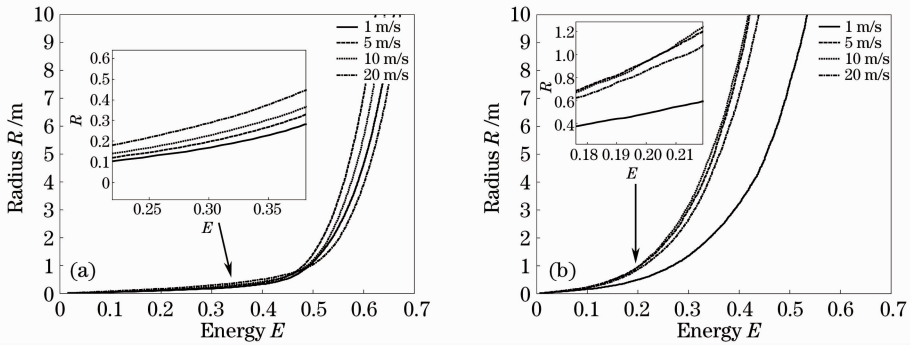 10
9
8
7
6
5
4
3
2
1
0
Radius R /m
0 0.1 0.2 0.3 0.4 0.5 0.6 0.7
Energy E
(a)
1 m/s
5 m/s
10 m/s
20 m/s
0.6
0.5
0.4
0.3
0.2
0.1
0
R
0.25 0.30 0.35
E
10
9
8
7
6
5
4
3
2
1
0
Radius R /m
0 0.1 0.2 0.3 0.4 0.5 0.6 0.7
Energy E
(b)
1 m/s
5 m/s
10 m/s
20 m/s
1.2
1.0
0.8
0.6
0.4
R
0.18 0.19 0.20 0.21
E